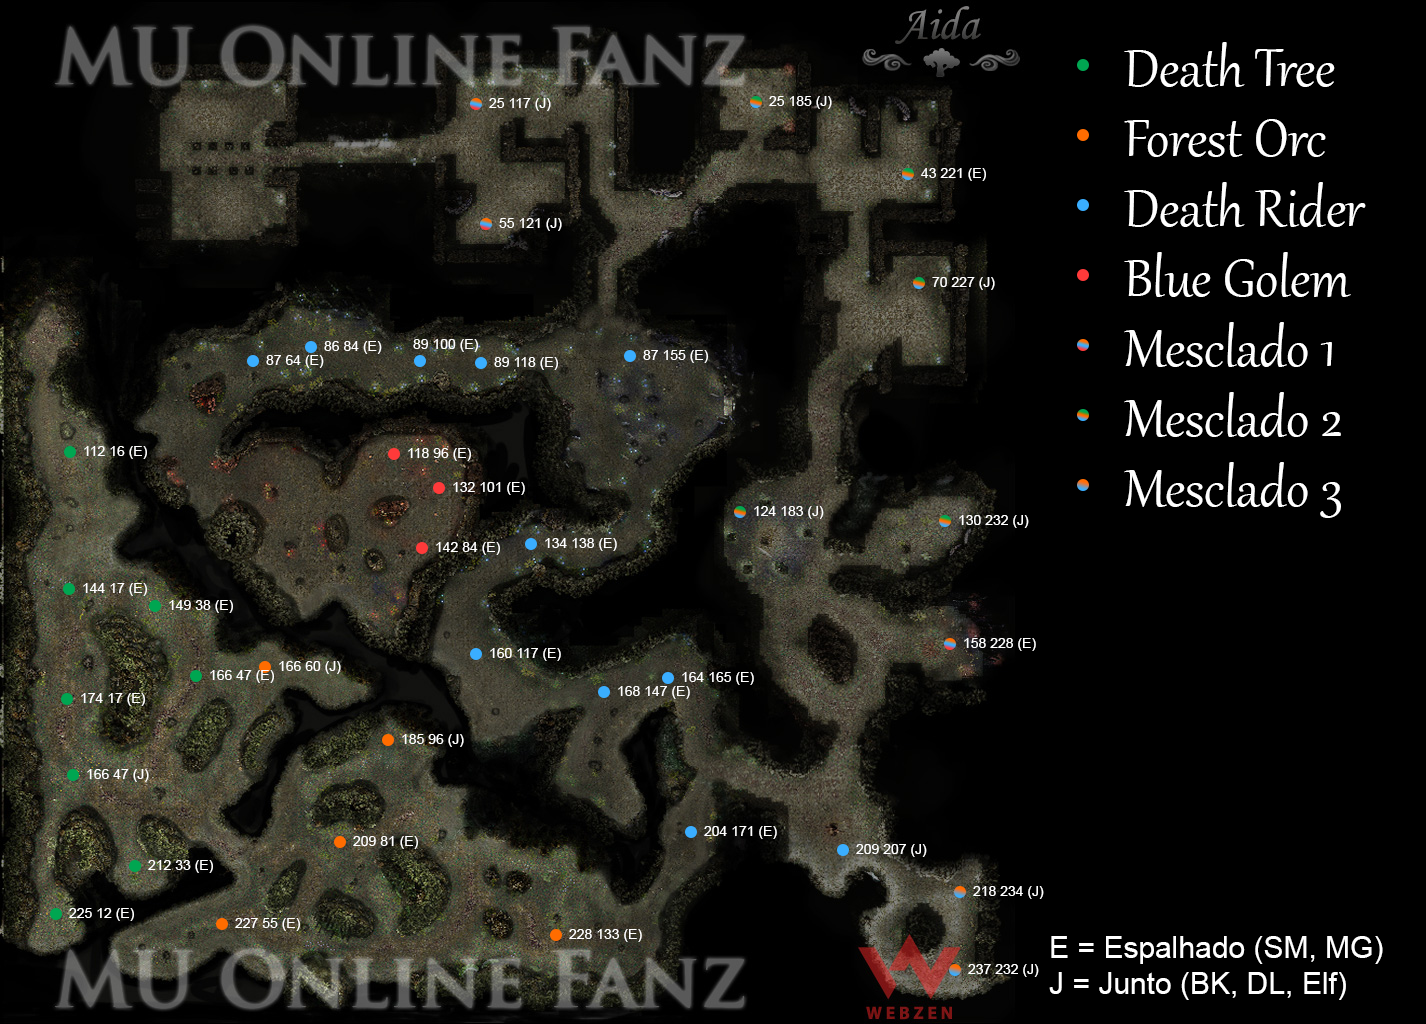 MU ONLINE FANZ
Aida
Death Tree
Forest Orc
Death Rider
Blue Golem
Mesclado 1
Mesclado 2
Mesclado 3
25 117 (J)
25 185 (J)
43 221 (E)
55 121 (J)
70 227 (J)
86 84 (E)
89 100 (E)
87 64 (E)
89 118 (E)
87 155 (E)
112 16 (E)
118 96 (E)
132 101 (E)
124 183 (J)
130 232 (J)
142 84 (E)
134 138 (E)
144 17 (E)
149 38 (E)
158 228 (E)
160 117 (E)
166 60 (J)
166 47 (E)
164 165 (E)
168 147 (E)
174 17 (E)
185 96 (J)
166 47 (J)
204 171 (E)
209 81 (E)
209 207 (J)
212 33 (E)
218 234 (J)
225 12 (E)
227 55 (E)
228 133 (E)
237 232 (J)
E = Espalhado (SM, MG)
J = Junto (BK, DL, Elf)
MU ONLINE FANZ
WEBZEN